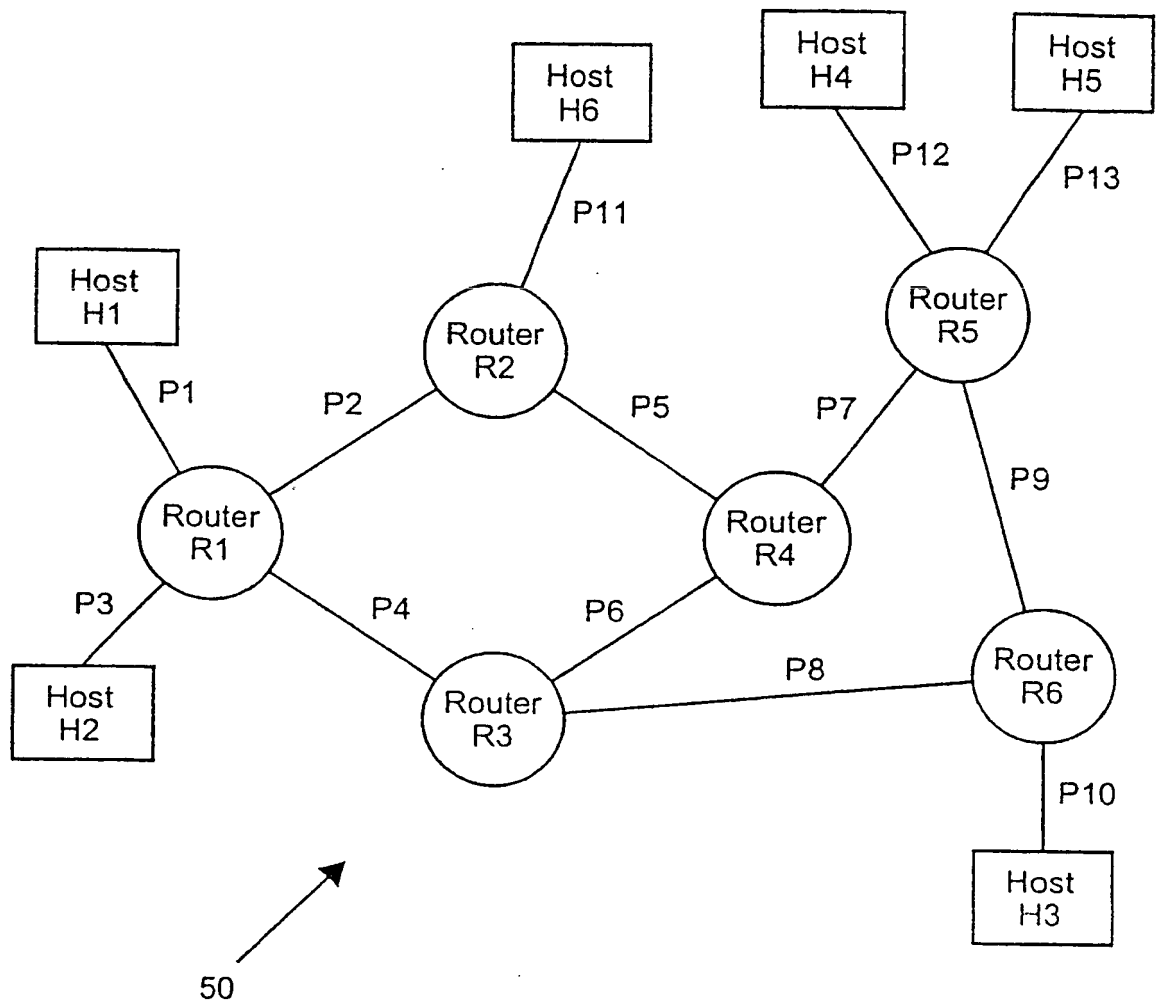 Host
H4
Host
H5
Host
H6
P12
P13
P11
Host
H1
Router
R5
Router
R2
P1
P2
P5
P7
P9
Router
R1
Router
R4
P3
P4
P6
P8
Router
R6
Host
H2
Router
R3
P10
Host
H3
50